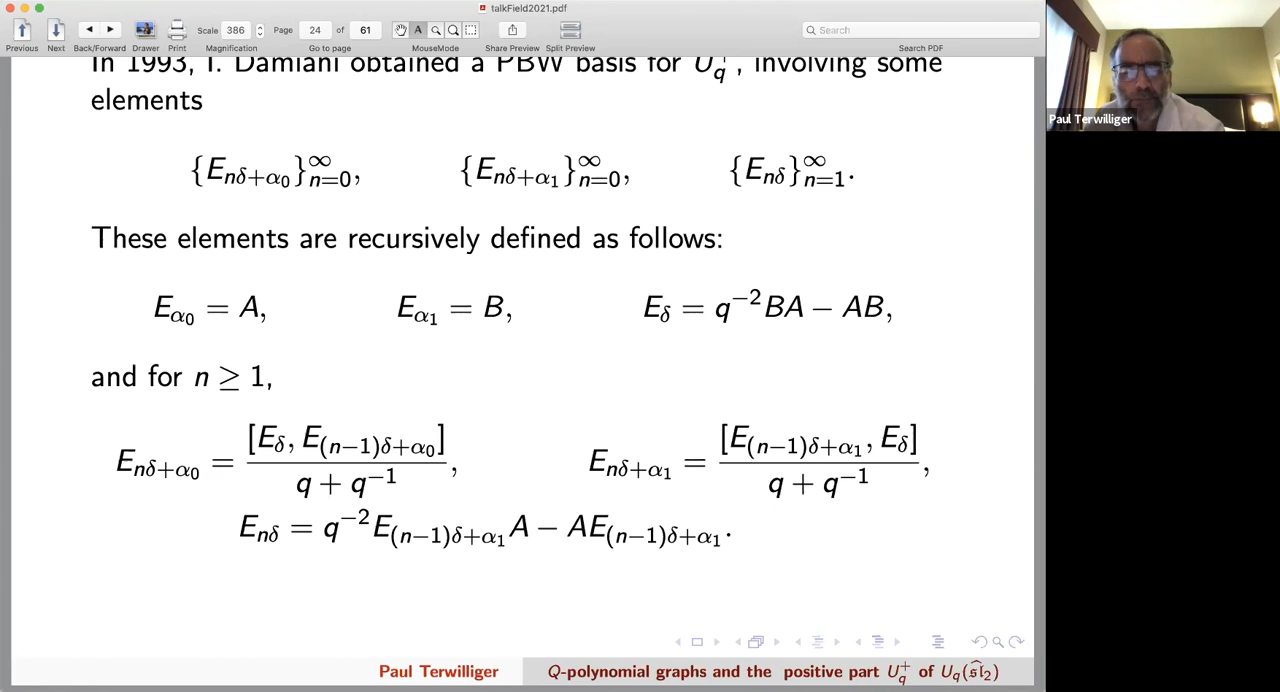 talkField2021.pdf
Scale 386 Page 24 of 61 Search
Previous Next Back/Forward Drawer Print Magnification Go to page MouseMode Share Preview Split Preview Search PDF
In 1993, I. Damiani obtained a PBW basis for U_q^+, involving some
elements
{E_{nδ+α_0}}_{n=0}^∞, {E_{nδ+α_1}}_{n=0}^∞, {E_{nδ}}_{n=1}^∞.
These elements are recursively defined as follows:
E_{α_0} = A, E_{α_1} = B, E_δ = q^{-2}BA − AB,
and for n ≥ 1,
E_{nδ+α_0} = [E_δ, E_{(n−1)δ+α_0}] / (q + q^{-1}), E_{nδ+α_1} = [E_{(n−1)δ+α_1}, E_δ] / (q + q^{-1}),
E_{nδ} = q^{-2}E_{(n−1)δ+α_1}A − AE_{(n−1)δ+α_1}.
Paul Terwilliger Q-polynomial graphs and the positive part U_q^+ of U_q(\widehat{𝔰𝔩}_2)
Paul Terwilliger